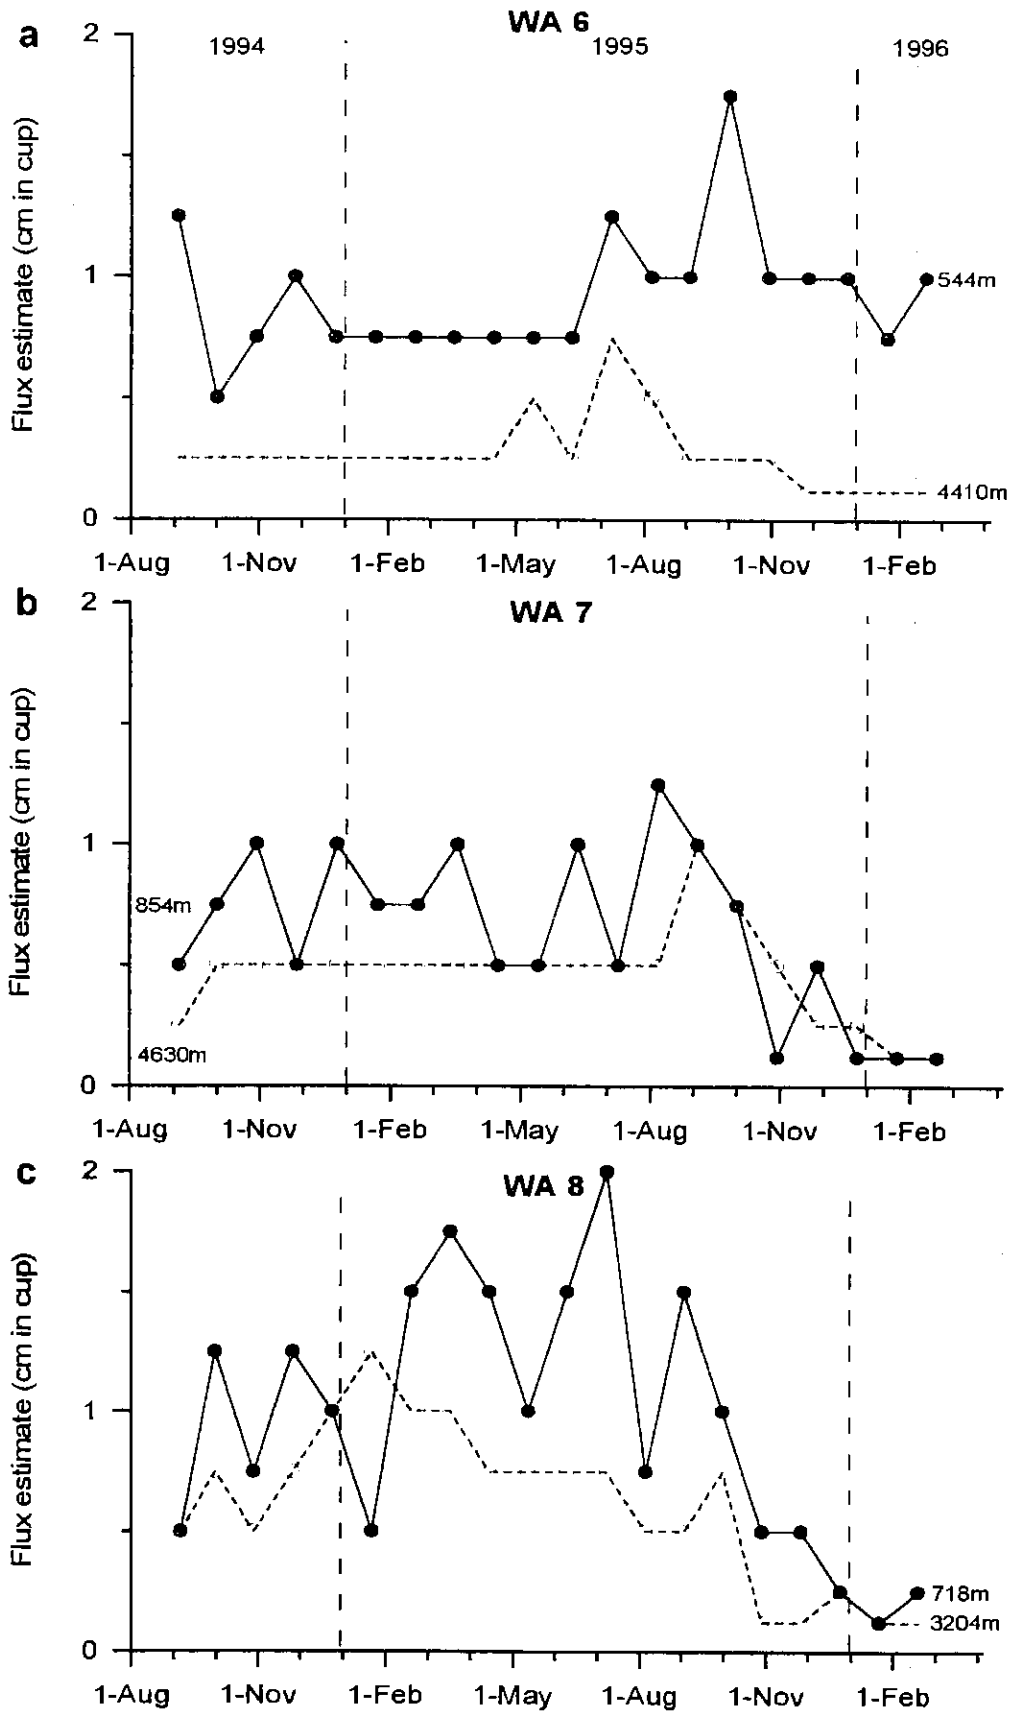 a
WA 6
2
1994
1995
1996
Flux estimate (cm in cup)
1
544m
4410m
0
1-Aug
1-Nov
1-Feb
1-May
1-Aug
1-Nov
1-Feb
b
WA 7
2
Flux estimate (cm in cup)
1
854m
4630m
0
1-Aug
1-Nov
1-Feb
1-May
1-Aug
1-Nov
1-Feb
c
WA 8
2
Flux estimate (cm in cup)
1
718m
3204m
0
1-Aug
1-Nov
1-Feb
1-May
1-Aug
1-Nov
1-Feb